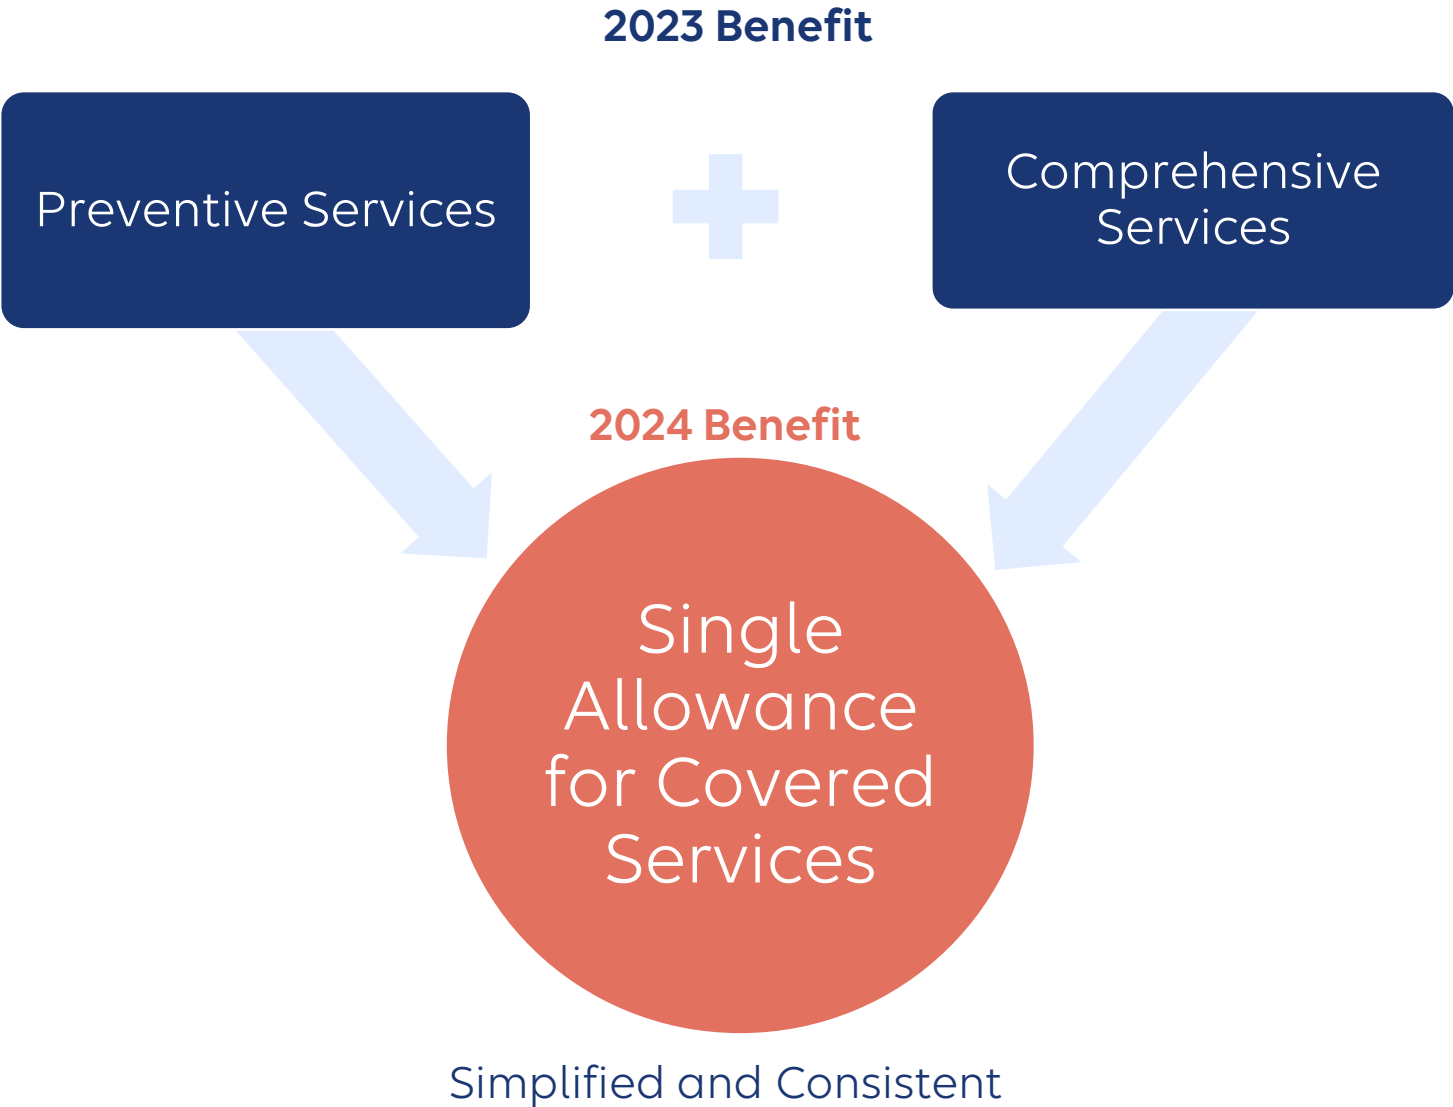 2023 Benefit
Preventive Services
Comprehensive
Services
2024 Benefit
Single
Allowance
for Covered
Services
Simplified and Consistent